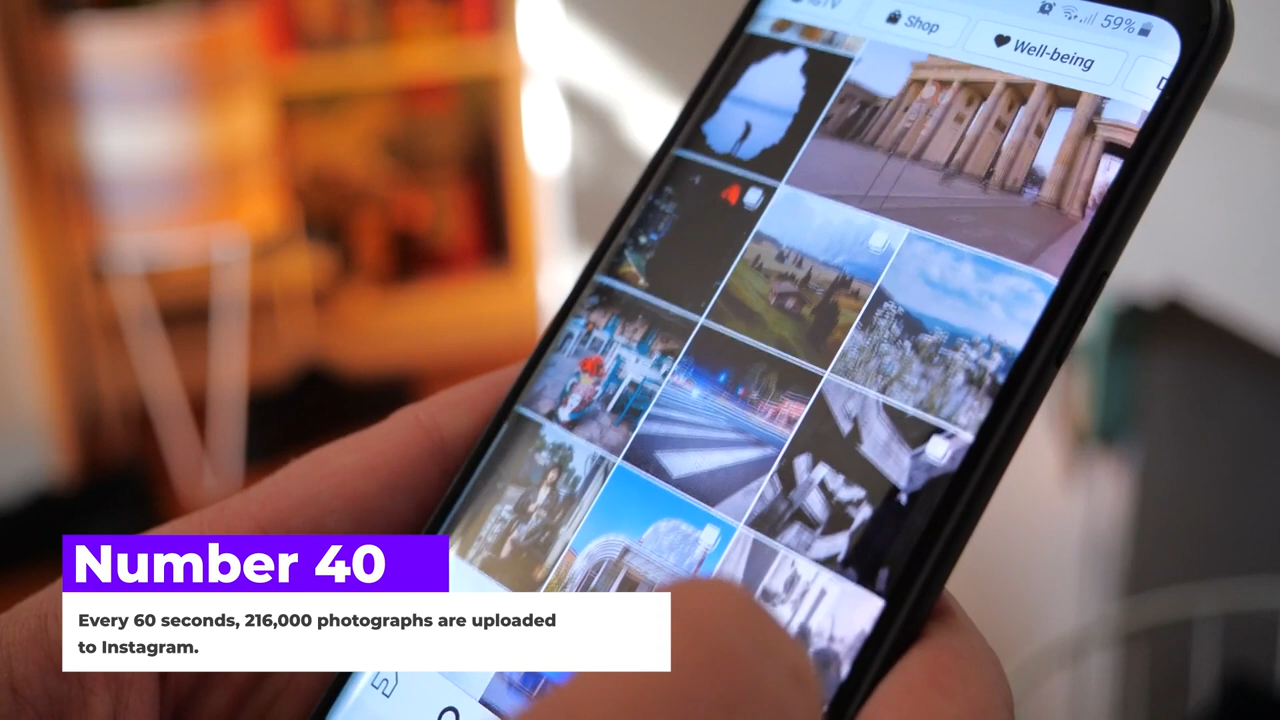 Shop
Well-being
59%
Number 40
Every 60 seconds, 216,000 photographs are uploaded
to Instagram.